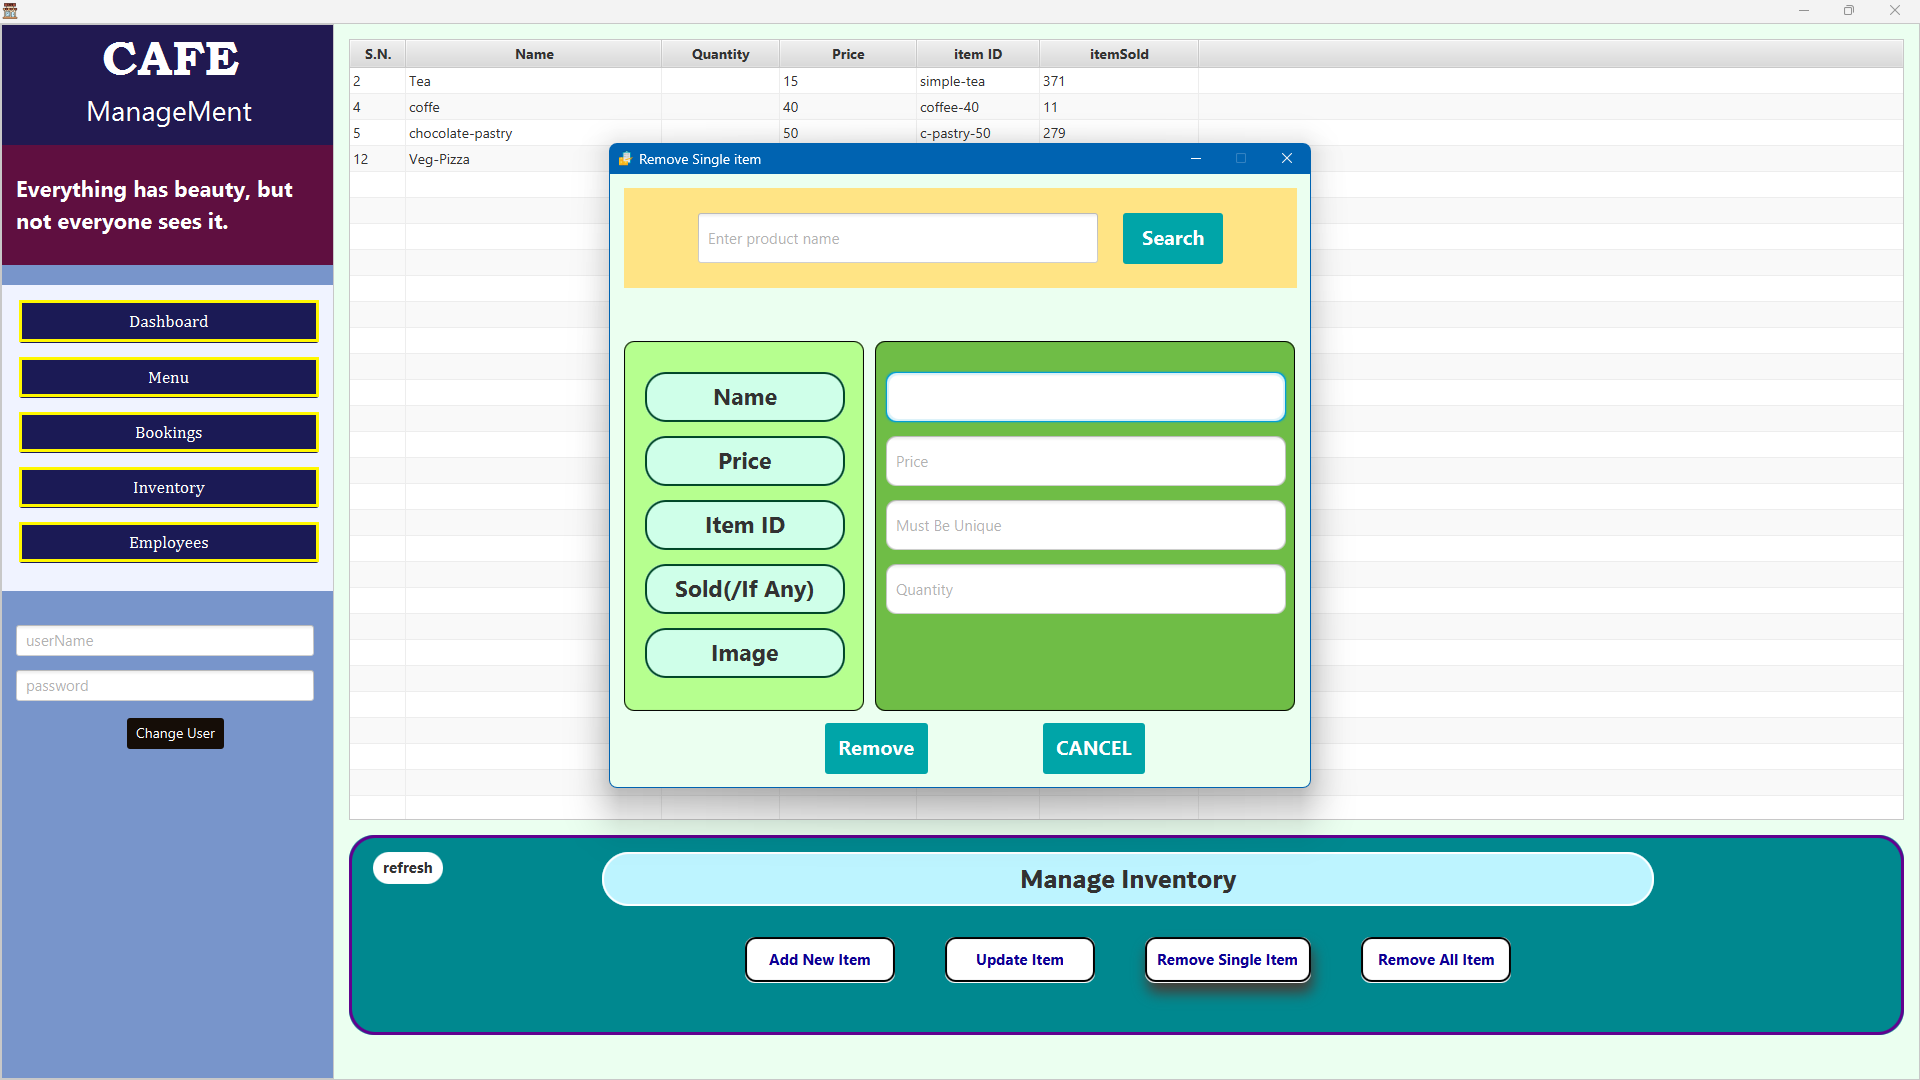 CAFE
ManageMent
Everything has beauty, but
not everyone sees it.
Dashboard
Menu
Bookings
Inventory
Employees
userName
password
Change User
S.N. Name Quantity Price item ID itemSold
2 Tea 15 simple-tea 371
4 coffe 40 coffee-40 11
5 chocolate-pastry 50 c-pastry-50 279
12 Veg-Pizza
Remove Single item
Enter product name
Search
Name
Price Price
Item ID Must Be Unique
Sold(/If Any) Quantity
Image
Remove CANCEL
refresh
Manage Inventory
Add New Item Update Item Remove Single Item Remove All Item